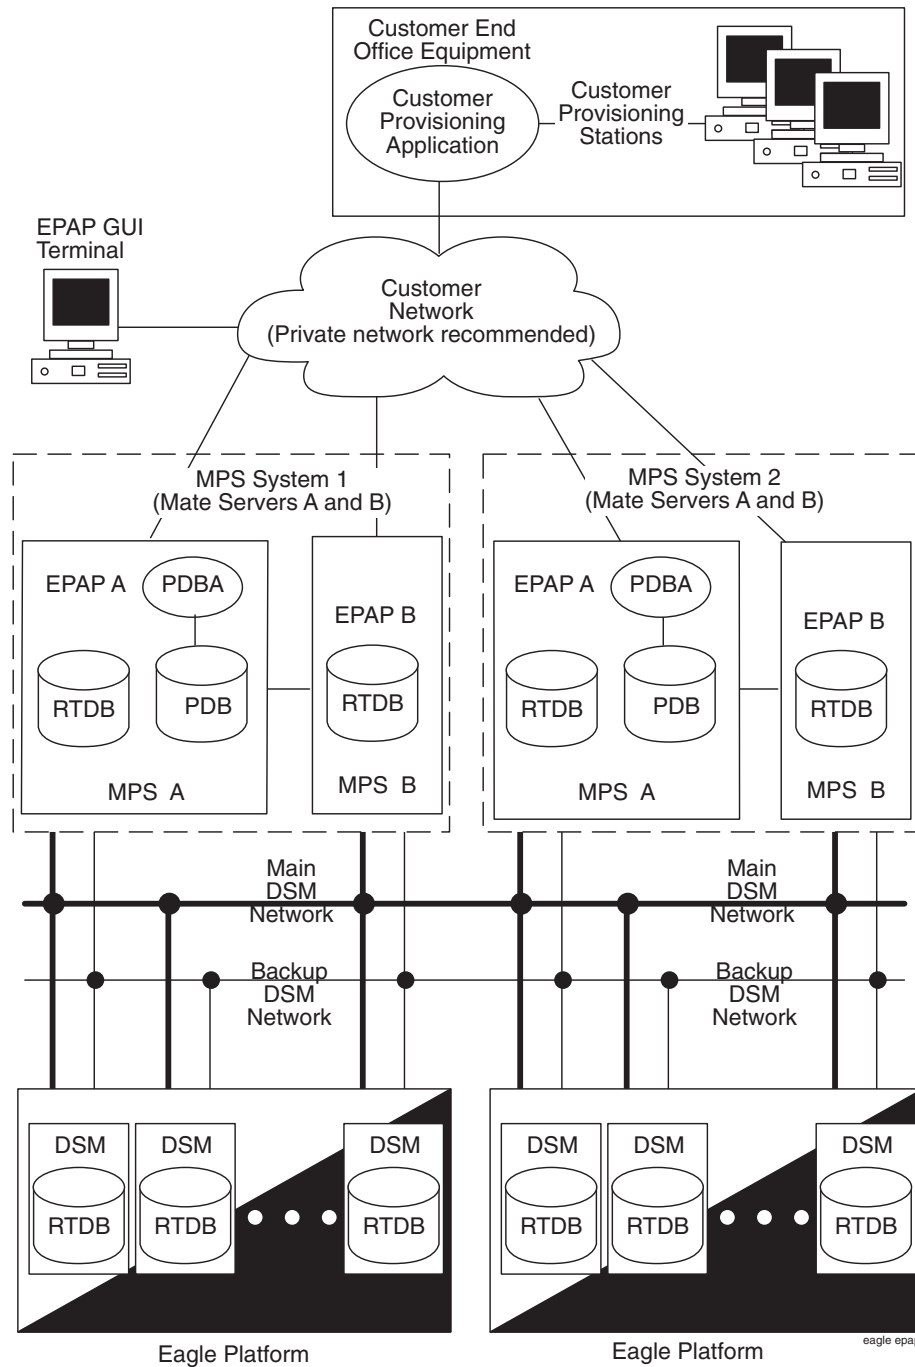 Customer End
Office Equipment
Customer
Provisioning
Application
Customer
Provisioning
Stations
EPAP GUI
Terminal
Customer
Network
(Private network recommended)
MPS System 1
(Mate Servers A and B)
EPAP A
PDBA
RTDB
PDB
MPS A
EPAP B
RTDB
MPS B
MPS System 2
(Mate Servers A and B)
EPAP A
PDBA
RTDB
PDB
MPS A
EPAP B
RTDB
MPS B
Main
DSM
Network
Main
DSM
Network
Backup
DSM
Network
Backup
DSM
Network
DSM
RTDB
DSM
RTDB
DSM
RTDB
DSM
RTDB
DSM
RTDB
DSM
RTDB
Eagle Platform
Eagle Platform
eagle epap